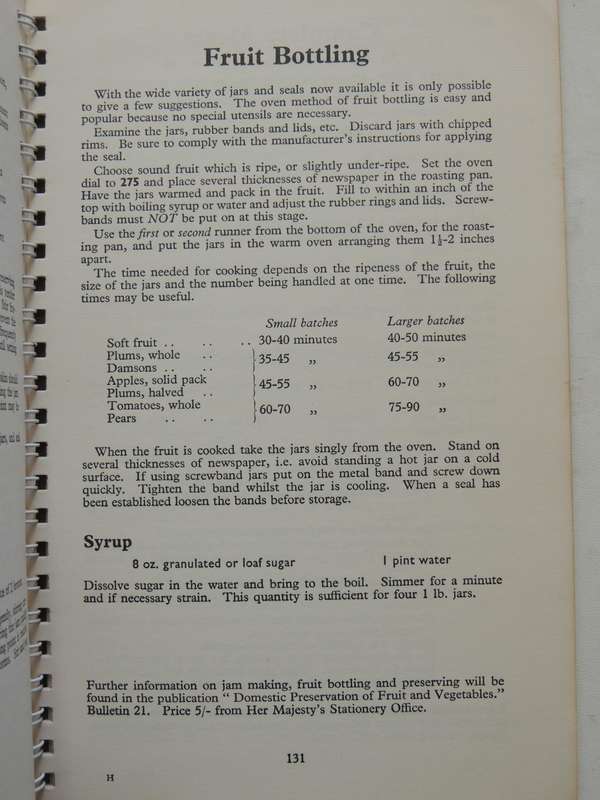 Fruit Bottling
With the wide variety of jars and seals now available it is only possible
to give a few suggestions. The oven method of fruit bottling is easy and
popular because no special utensils are necessary.
Examine the jars, rubber bands and lids, etc. Discard jars with chipped
rims. Be sure to comply with the manufacturer's instructions for applying
the seal.
Choose sound fruit which is ripe, or slightly under-ripe. Set the oven
dial to 275 and place several thicknesses of newspaper in the roasting pan.
Have the jars warmed and pack in the fruit. Fill to within an inch of the
top with boiling syrup or water and adjust the rubber rings and lids. Screw-
bands must NOT be put on at this stage.
Use the first or second runner from the bottom of the oven, for the roast-
ing pan, and put the jars in the warm oven arranging them 1½-2 inches
apart.
The time needed for cooking depends on the ripeness of the fruit, the
size of the jars and the number being handled at one time. The following
times may be useful.
Small batches Larger batches
Soft fruit .. .. .. 30-40 minutes 40-50 minutes
Plums, whole .. } 35-45 „ 45-55 „
Damsons .. ..
Apples, solid pack } 45-55 „ 60-70 „
Plums, halved ..
Tomatoes, whole } 60-70 „ 75-90 „
Pears .. ..
When the fruit is cooked take the jars singly from the oven. Stand on
several thicknesses of newspaper, i.e. avoid standing a hot jar on a cold
surface. If using screwband jars put on the metal band and screw down
quickly. Tighten the band whilst the jar is cooling. When a seal has
been established loosen the bands before storage.
Syrup
8 oz. granulated or loaf sugar 1 pint water
Dissolve sugar in the water and bring to the boil. Simmer for a minute
and if necessary strain. This quantity is sufficient for four 1 lb. jars.
Further information on jam making, fruit bottling and preserving will be
found in the publication “ Domestic Preservation of Fruit and Vegetables.”
Bulletin 21. Price 5/- from Her Majesty's Stationery Office.
131
H